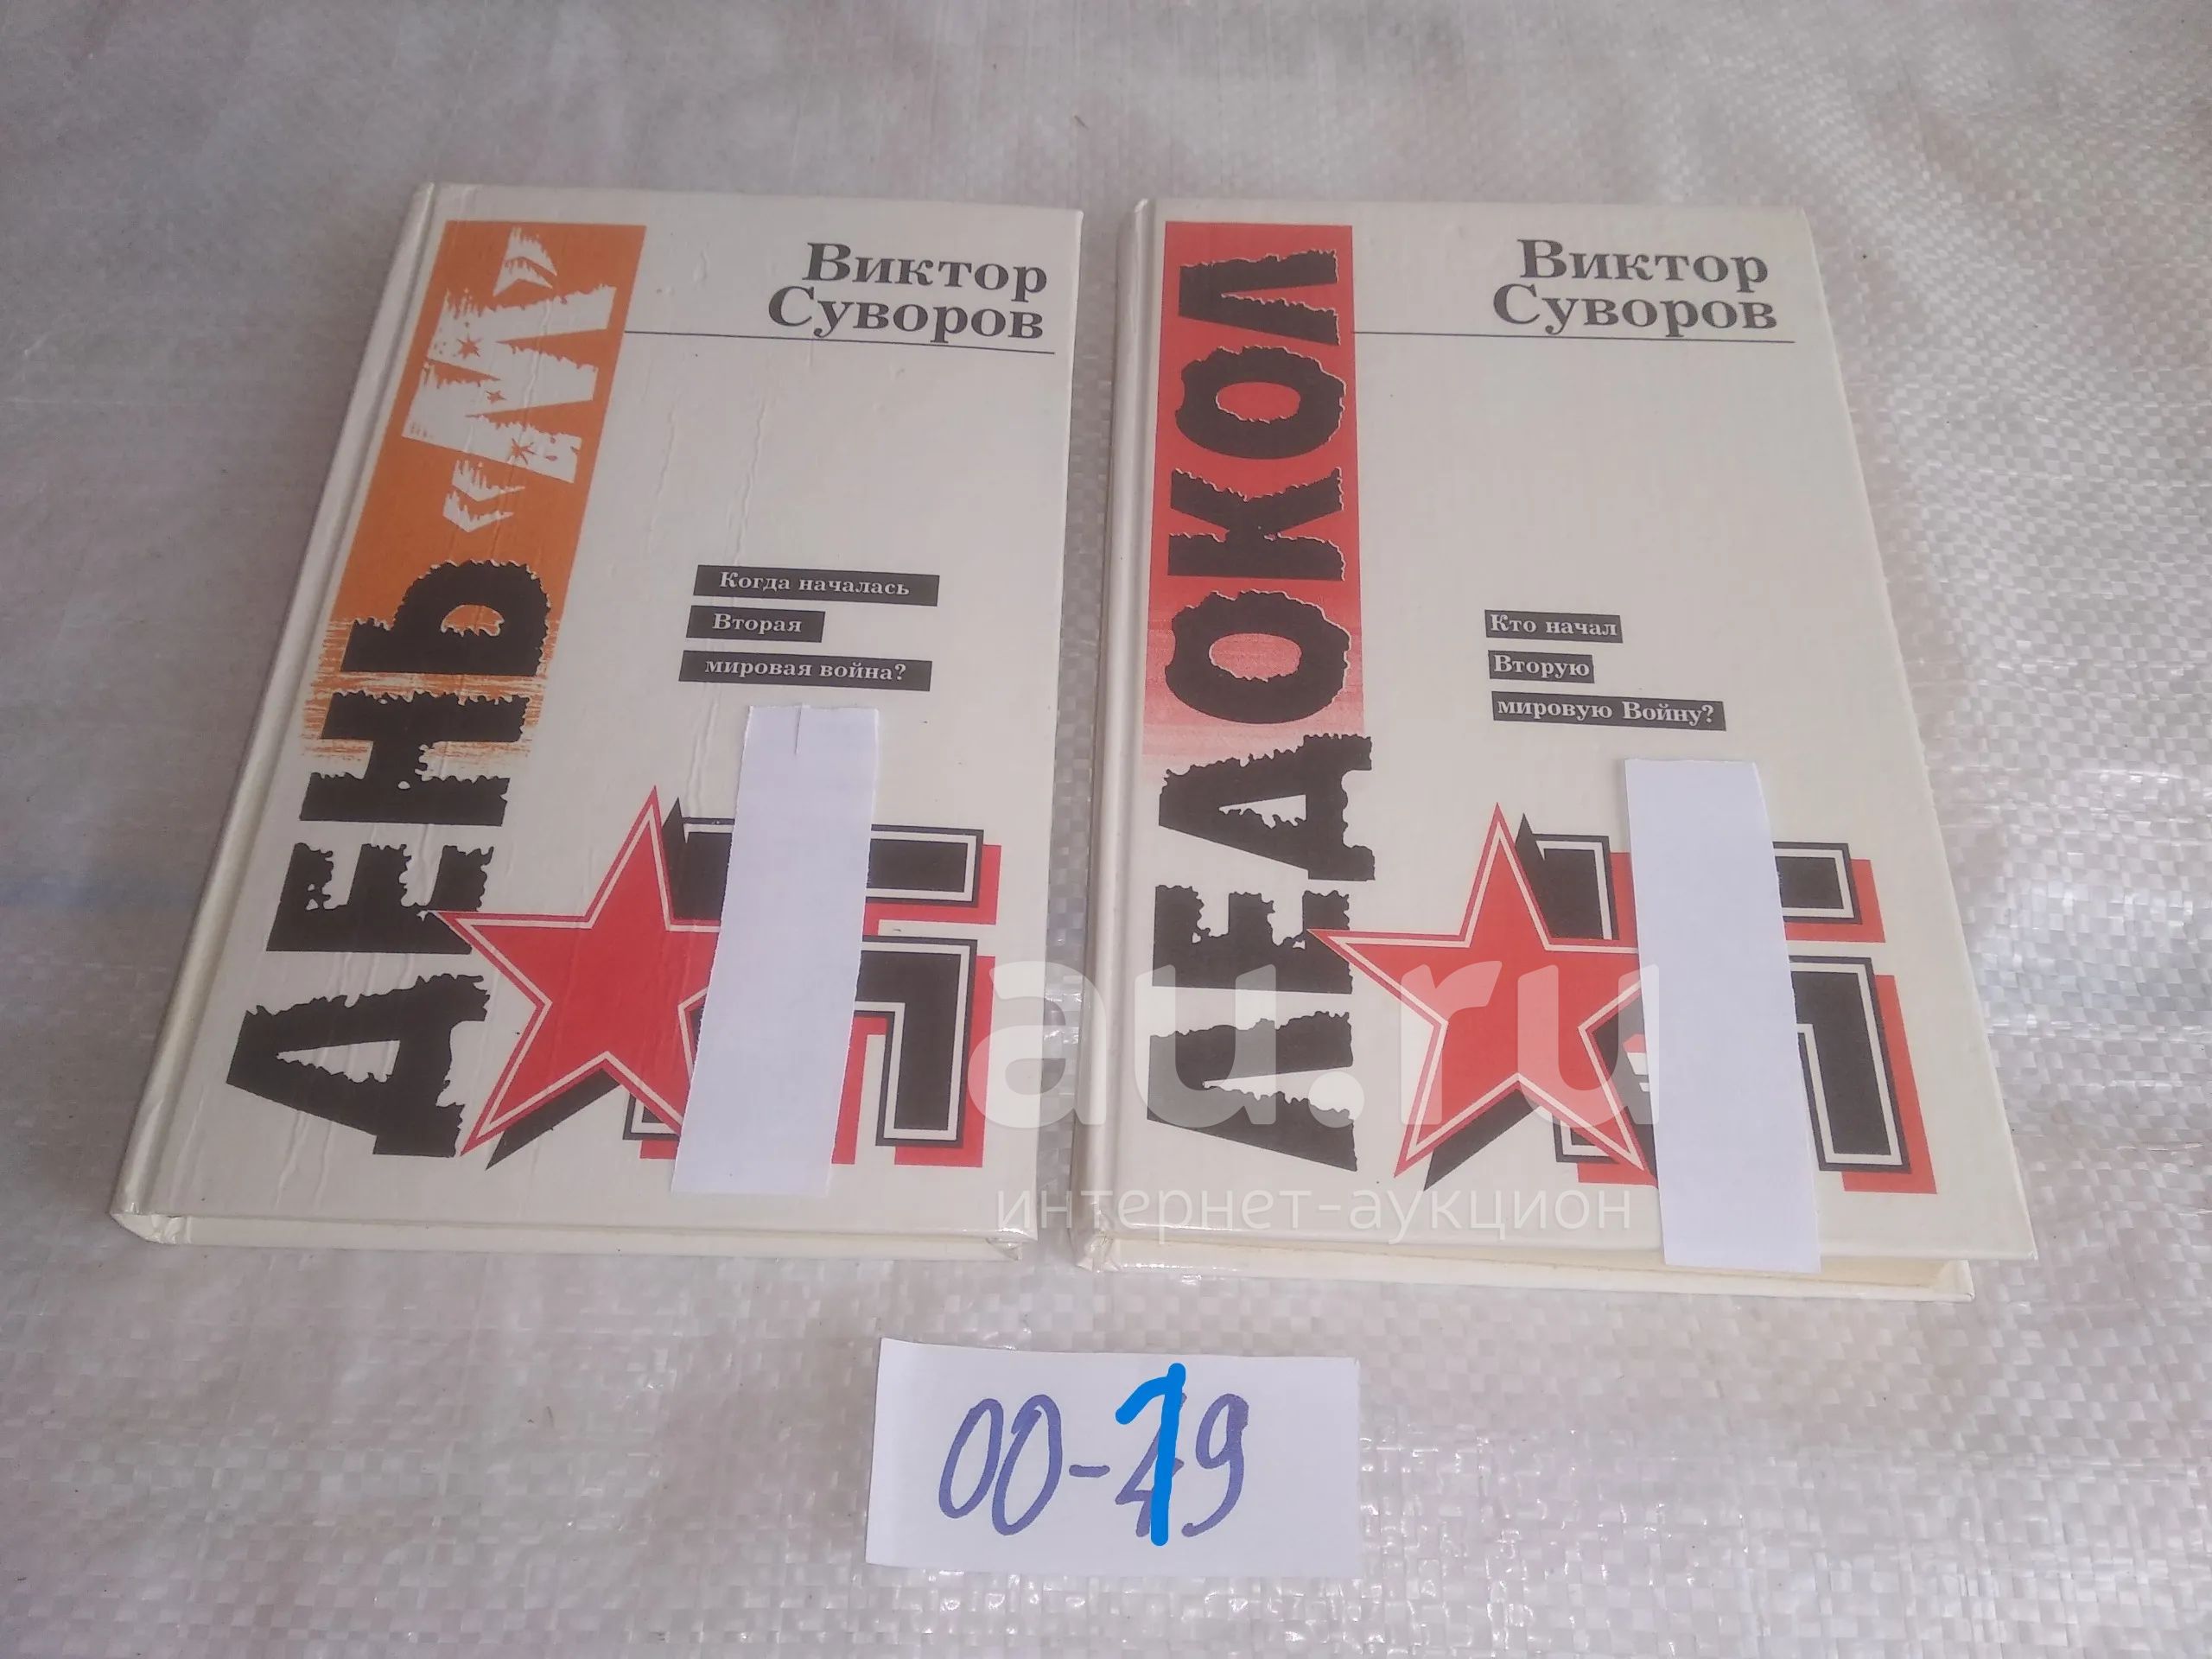 Виктор
Суворов
ДЕНЬ «М»
Когда началась
Вторая
мировая война?
Виктор
Суворов
ЛЕДОКОЛ
Кто начал
Вторую
мировую Войну?
au.ru
интернет-аукцион
00-19